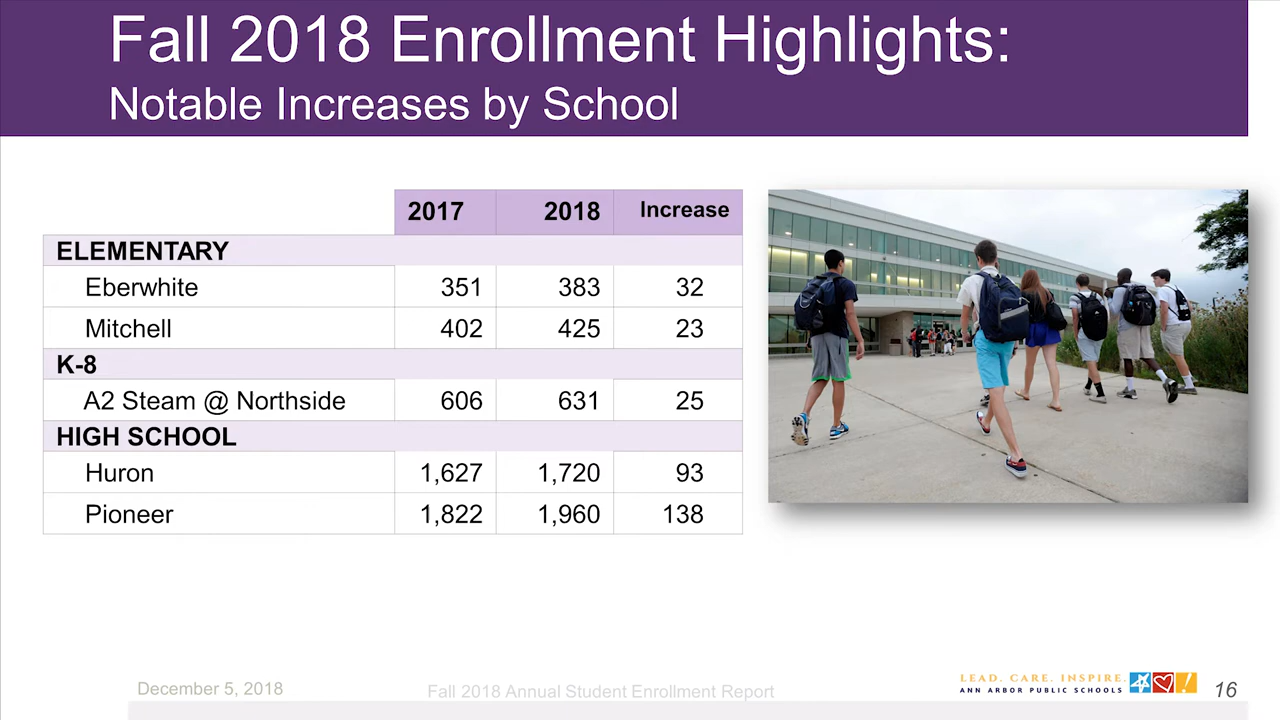 Fall 2018 Enrollment Highlights:
Notable Increases by School
2017 2018 Increase
ELEMENTARY
Eberwhite 351 383 32
Mitchell 402 425 23
K-8
A2 Steam @ Northside 606 631 25
HIGH SCHOOL
Huron 1,627 1,720 93
Pioneer 1,822 1,960 138
December 5, 2018
Fall 2018 Annual Student Enrollment Report
LEAD. CARE. INSPIRE.
ANN ARBOR PUBLIC SCHOOLS
16